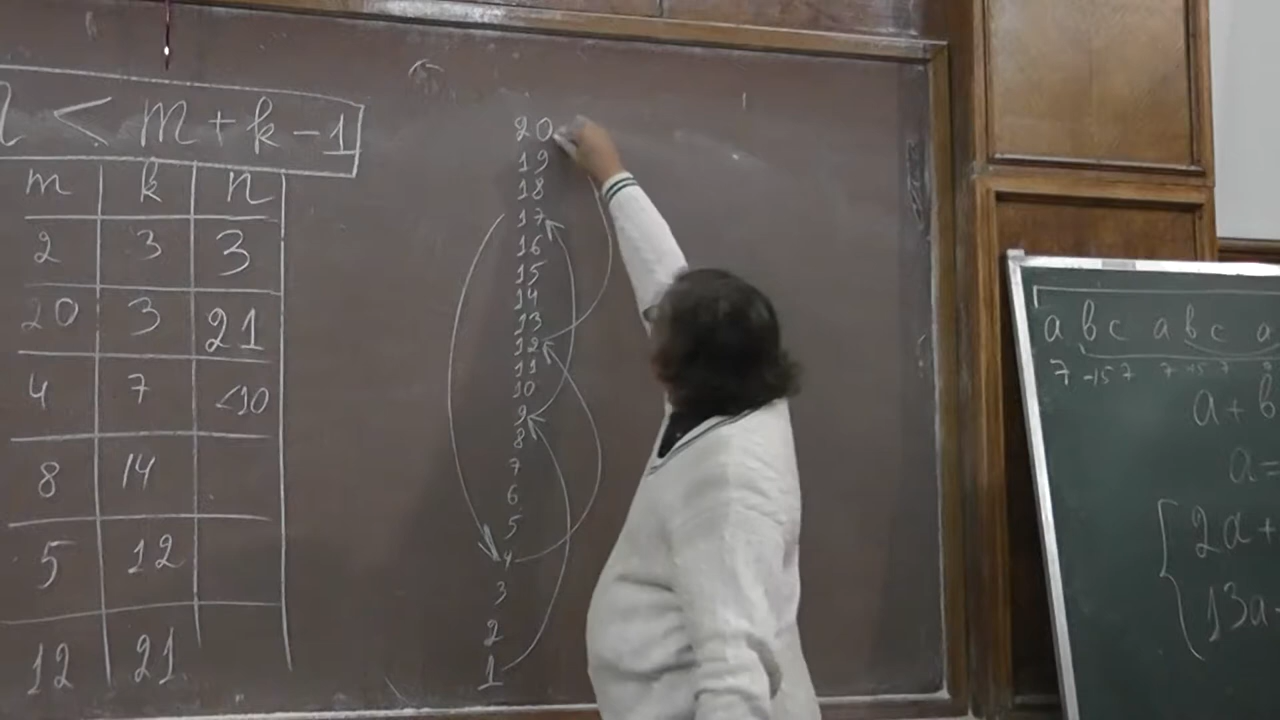 < m + k - 1
m k n
2 3 3
20 3 21
4 7 <10
8 14
5 12
12 21
20
19
18
17
16
15
14
13
12
11
10
9
8
7
6
5
4
3
2
1
a b c a b c a
7 -15 7 7 -15 7
a + b
a =
2a +
13a